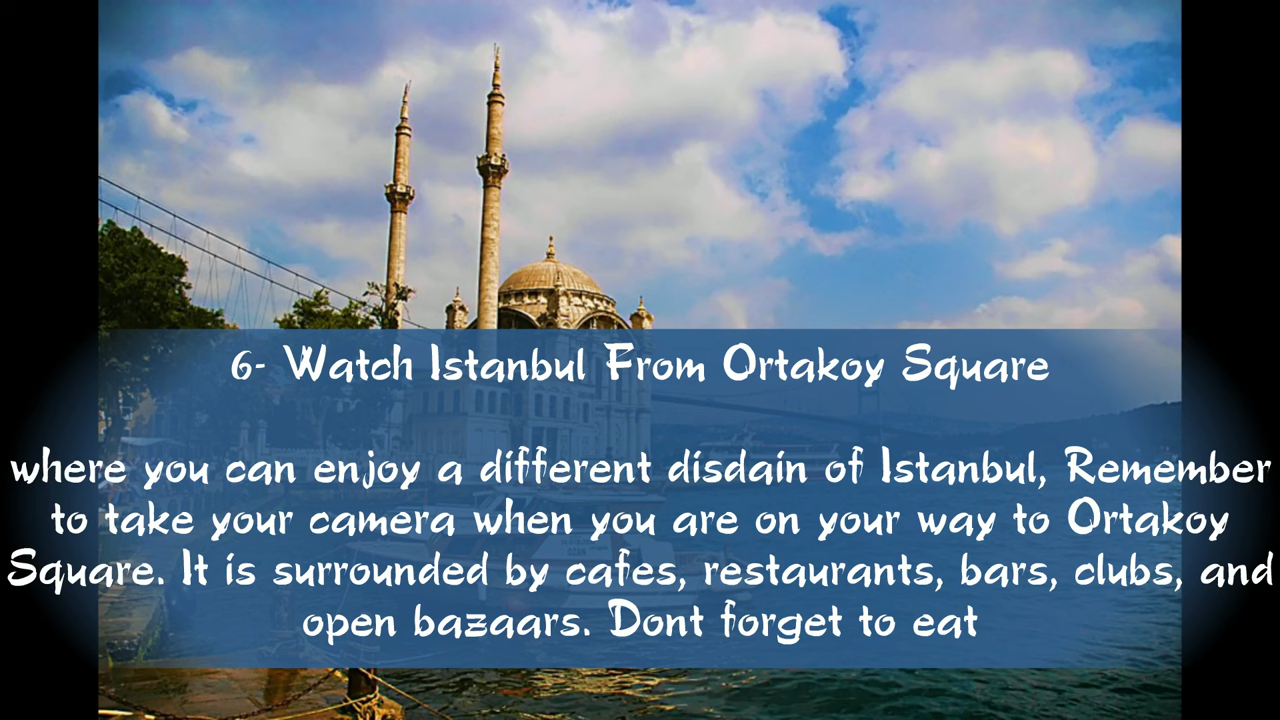 6- Watch Istanbul From Ortakoy Square
where you can enjoy a different disdain of Istanbul, Remember
to take your camera when you are on your way to Ortakoy
Square. It is surrounded by cafes, restaurants, bars, clubs, and
open bazaars. Dont forget to eat